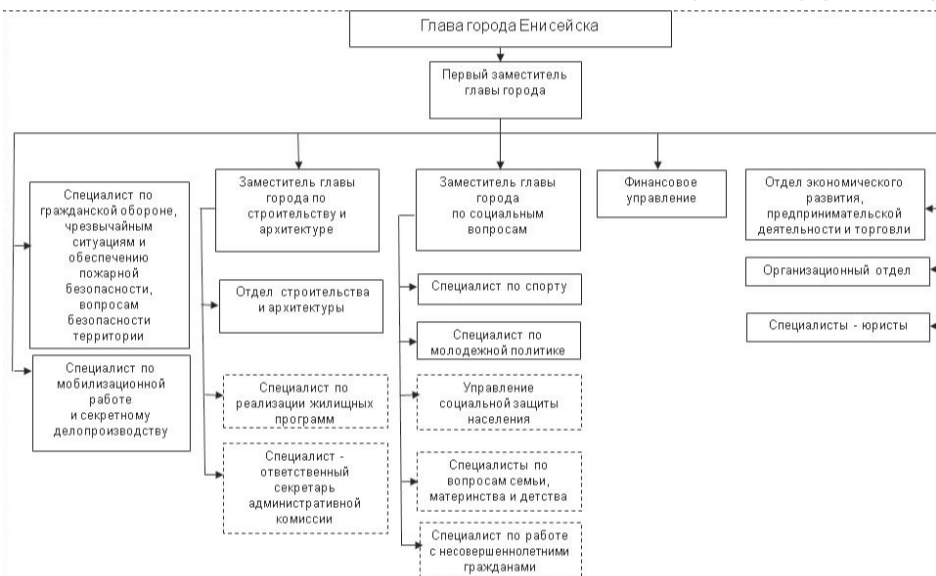 Глава города Енисейска
Первый заместитель
главы города
Специалист по
гражданской обороне,
чрезвычайным
ситуациям и
обеспечению
пожарной
безопасности,
вопросам
безопасности
территории
Специалист по
мобилизационной
работе
и секретному
делопроизводству
Заместитель главы
города по
строительству и
архитектуре
Отдел строительства
и архитектуры
Специалист по
реализации жилищных
программ
Специалист -
ответственный
секретарь
административной
комиссии
Заместитель главы
города
по социальным
вопросам
Специалист по спорту
Специалист по
молодежной политике
Управление
социальной защиты
населения
Специалисты по
вопросам семьи,
материнства и детства
Специалист по работе
с несовершеннолетними
гражданами
Финансовое
управление
Отдел экономического
развития,
предпринимательской
деятельности и торговли
Организационный отдел
Специалисты - юристы